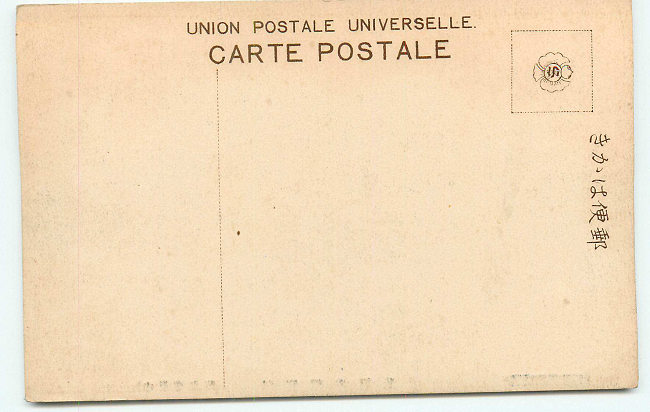 UNION POSTALE UNIVERSELLE.
CARTE POSTALE
郵便はかき